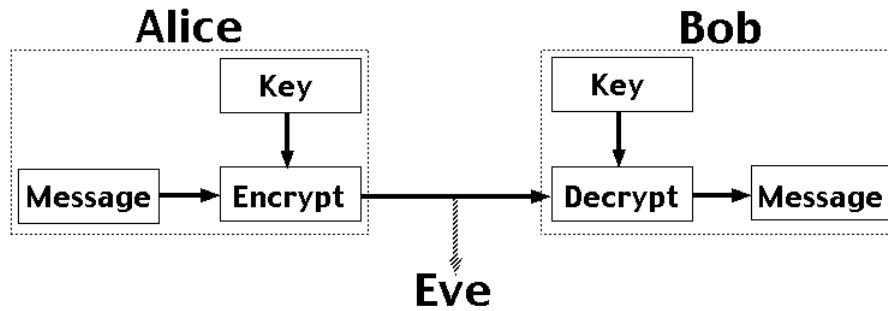 Alice
Bob
Key
Key
Message
Encrypt
Decrypt
Message
Eve